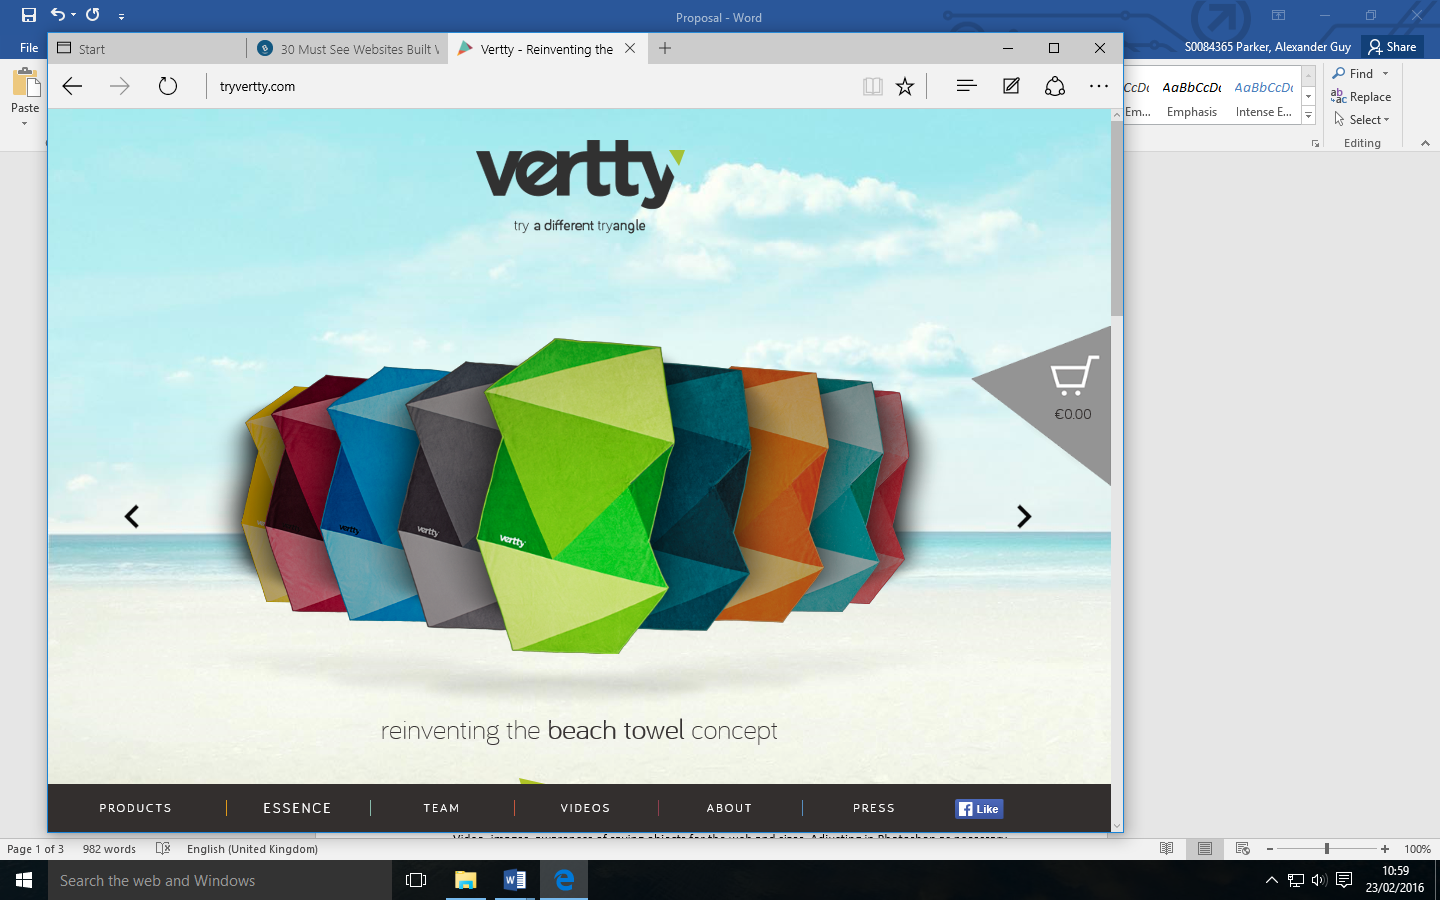 Proposal - Word
File
S0084365 Parker, Alexander Guy
Share
Start
30 Must See Websites Built
Vertty - Reinventing the
tryvertty.com
Paste
Em...
AaBbCcDc
Emphasis
AaBbCcDc
Intense E...
Find
Replace
Select
Editing
vertty
try a different tryangle
€0.00
vertty
vertty
vertty
reinventing the beach towel concept
PRODUCTS
ESSENCE
TEAM
VIDEOS
ABOUT
PRESS
Like
Page 1 of 3
982 words
English (United Kingdom)
100%
Search the web and Windows
10:59
23/02/2016